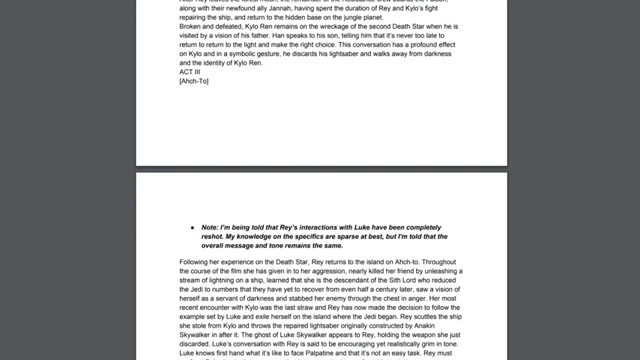 along with their newfound ally Jannah, having spent the duration of Rey and Kylo's fight
repairing the ship, and return to the hidden base on the jungle planet.
Broken and defeated, Kylo Ren remains on the wreckage of the second Death Star when he is
visited by a vision of his father. Han speaks to his son, telling him that it's never too late to
return to return to the light and make the right choice. This conversation has a profound effect
on Kylo and in a symbolic gesture, he discards his lightsaber and walks away from darkness
and the identity of Kylo Ren.
ACT III
[Ahch-To]
● Note: I'm being told that Rey's interactions with Luke have been completely
reshot. My knowledge on the specifics are sparse at best, but I'm told that the
overall message and tone remains the same.
Following her experience on the Death Star, Rey returns to the island on Ahch-to. Throughout
the course of the film she has given in to her aggression, nearly killed her friend by unleashing a
stream of lightning on a ship, learned that she is the descendant of the Sith Lord who reduced
the Jedi to numbers that they have yet to recover from even half a century later, saw a vision of
herself as a servant of darkness and stabbed her enemy through the chest in anger. Her most
recent encounter with Kylo was the last straw and Rey has now made the decision to follow the
example set by Luke and exile herself on the island where the Jedi began. Rey scuttles the ship
she stole from Kylo and throws the repaired lightsaber originally constructed by Anakin
Skywalker in after it. The ghost of Luke Skywalker appears to Rey, holding the weapon she just
discarded. Luke's conversation with Rey is said to be encouraging yet realistically grim in tone.
Luke knows first hand what it's like to face Palpatine and that it's not an easy task. Rey must